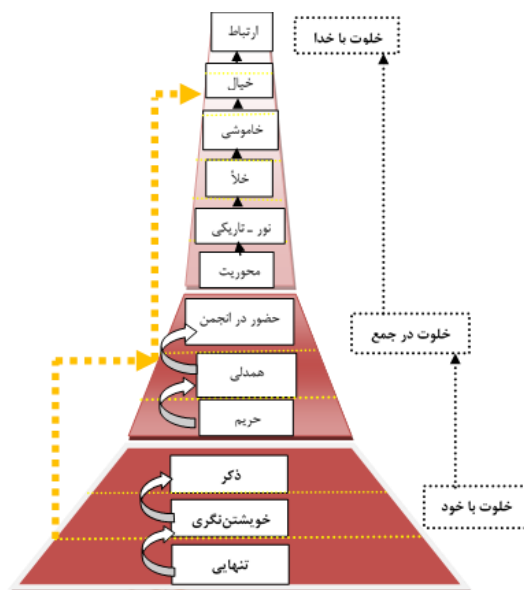 ارتباط
خلوت با خدا
خیال
خاموشی
خلأ
نور ـ تاریکی
محوریت
حضور در انجمن
خلوت در جمع
همدلی
حریم
ذکر
خلوت با خود
خویشتن‌نگری
تنهایی